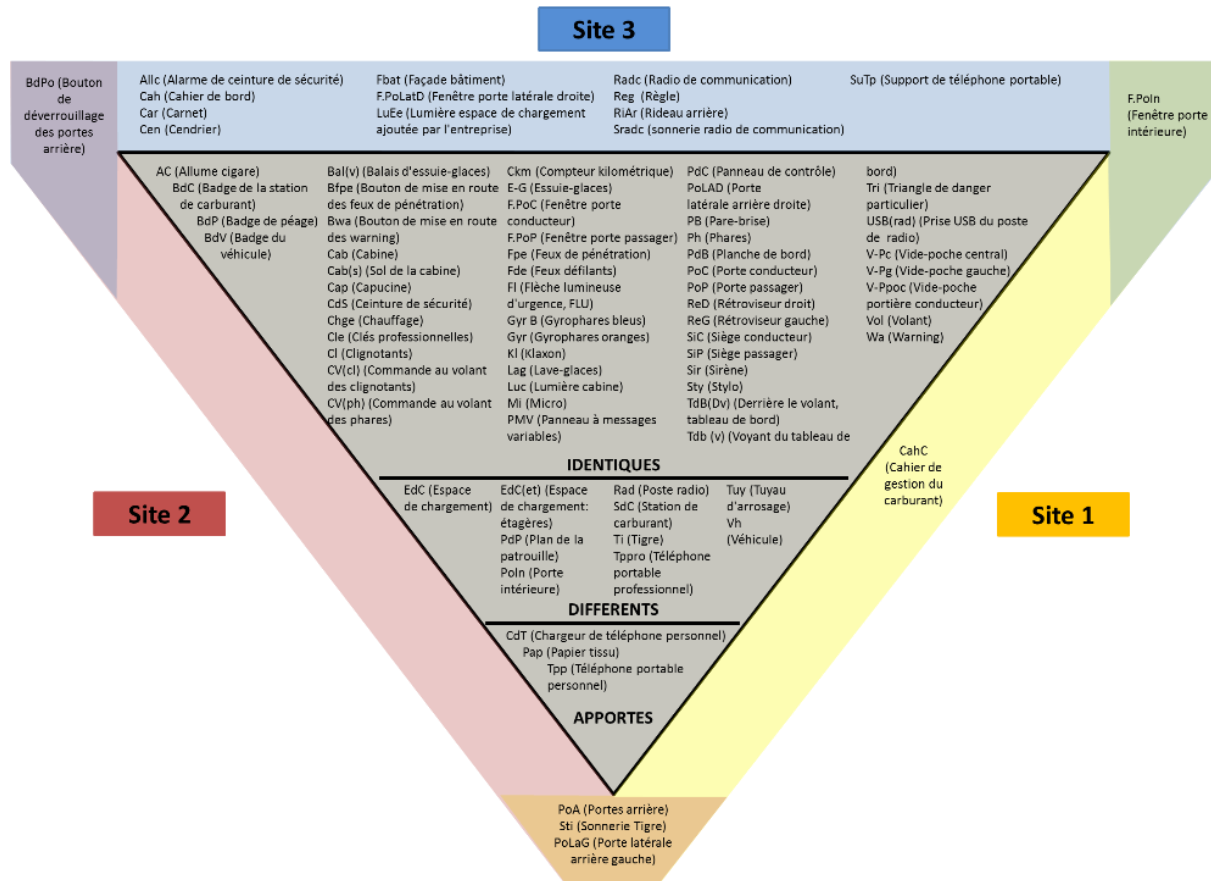 Site 3
BdPo (Bouton
de
déverrouillage
des portes
arrière)
Allc (Alarme de ceinture de sécurité)
Cah (Cahier de bord)
Car (Carnet)
Cen (Cendrier)
Fbat (Façade bâtiment)
F.PoLatD (Fenêtre porte latérale droite)
LuEe (Lumière espace de chargement
ajoutée par l'entreprise)
Radc (Radio de communication)
Reg (Règle)
RiAr (Rideau arrière)
Sradc (sonnerie radio de communication)
SuTp (Support de téléphone portable)
F.PoIn
(Fenêtre porte
intérieure)
AC (Allume cigare)
BdC (Badge de la station
de carburant)
BdP (Badge de péage)
BdV (Badge du
véhicule)
Bal(v) (Balais d'essuie-glaces)
Bfpe (Bouton de mise en route
des feux de pénétration)
Bwa (Bouton de mise en route
des warning)
Cab (Cabine)
Cab(s) (Sol de la cabine)
Cap (Capucine)
CdS (Ceinture de sécurité)
Chge (Chauffage)
Cle (Clés professionnelles)
Cl (Clignotants)
CV(cl) (Commande au volant
des clignotants)
CV(ph) (Commande au volant
des phares)
Ckm (Compteur kilométrique)
E-G (Essuie-glaces)
F.PoC (Fenêtre porte
conducteur)
F.PoP (Fenêtre porte passager)
Fpe (Feux de pénétration)
Fde (Feux défilants)
Fl (Flèche lumineuse
d'urgence, FLU)
Gyr B (Gyrophares bleus)
Gyr (Gyrophares oranges)
Kl (Klaxon)
Lag (Lave-glaces)
Luc (Lumière cabine)
Mi (Micro)
PMV (Panneau à messages
variables)
PdC (Panneau de contrôle)
PoLAD (Porte
latérale arrière droite)
PB (Pare-brise)
Ph (Phares)
PdB (Planche de bord)
PoC (Porte conducteur)
PoP (Porte passager)
ReD (Rétroviseur droit)
ReG (Rétroviseur gauche)
SiC (Siège conducteur)
SiP (Siège passager)
Sir (Sirène)
Sty (Stylo)
TdB(Dv) (Derrière le volant,
tableau de bord)
Tdb (v) (Voyant du tableau de
bord)
Tri (Triangle de danger
particulier)
USB(rad) (Prise USB du poste
de radio)
V-Pc (Vide-poche central)
V-Pg (Vide-poche gauche)
V-Ppoc (Vide-poche
portière conducteur)
Vol (Volant)
Wa (Warning)
IDENTIQUES
CahC
(Cahier de
gestion du
carburant)
Site 2
Site 1
EdC (Espace
de chargement)
EdC(et) (Espace
de chargement:
étagères)
PdP (Plan de la
patrouille)
PoIn (Porte
intérieure)
Rad (Poste radio)
SdC (Station de
carburant)
Ti (Tigre)
Tppro (Téléphone
portable
professionnel)
Tuy (Tuyau
d'arrosage)
Vh
(Véhicule)
DIFFERENTS
CdT (Chargeur de téléphone personnel)
Pap (Papier tissu)
Tpp (Téléphone portable
personnel)
APPORTES
PoA (Portes arrière)
Sti (Sonnerie Tigre)
PoLaG (Porte latérale
arrière gauche)